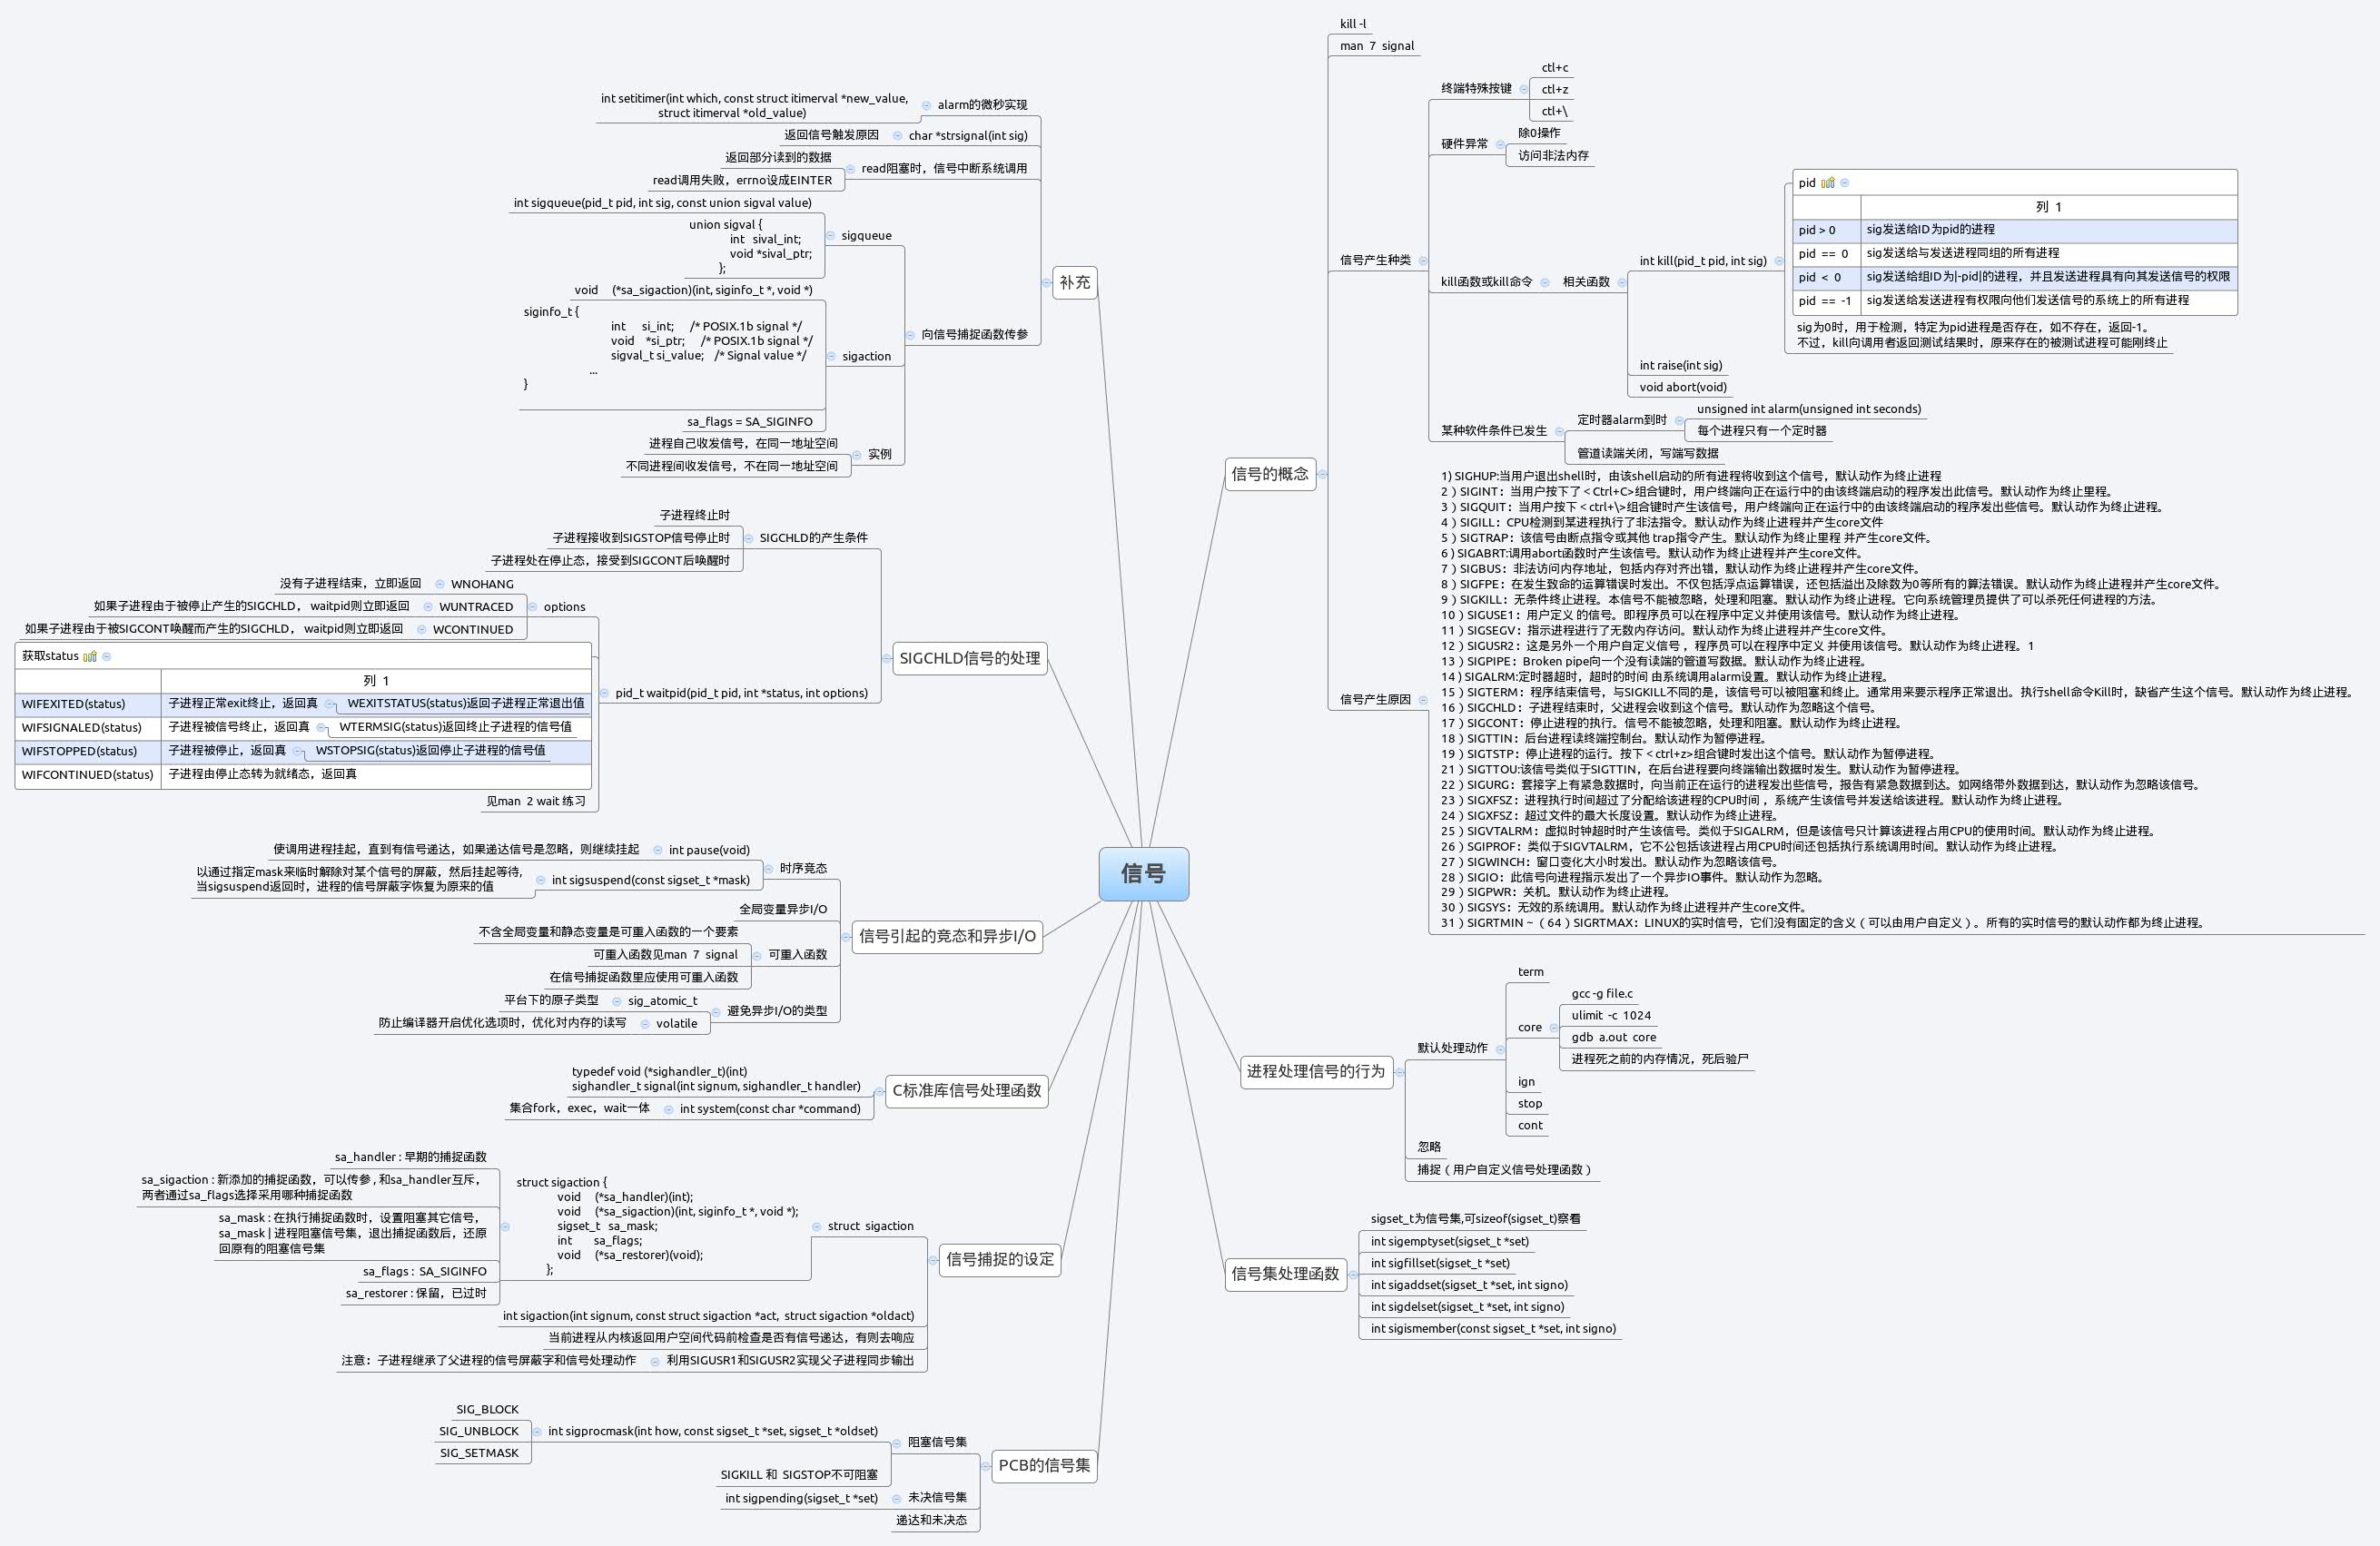 信号
信号的概念
kill -l
man 7 signal
信号产生种类
终端特殊按键
ctl+c
ctl+z
ctl+\
硬件异常
除0操作
访问非法内存
kill函数或kill命令
相关函数
int kill(pid_t pid, int sig)
pid
列 1
pid > 0 sig发送给ID为pid的进程
pid == 0 sig发送给与发送进程同组的所有进程
pid < 0 sig发送给组ID为|-pid|的进程，并且发送进程具有向其发送信号的权限
pid == -1 sig发送给发送进程有权限向他们发送信号的系统上的所有进程
sig为0时，用于检测，特定为pid进程是否存在，如不存在，返回-1。
不过，kill向调用者返回测试结果时，原来存在的被测试进程可能刚终止
int raise(int sig)
void abort(void)
某种软件条件已发生
定时器alarm到时
unsigned int alarm(unsigned int seconds)
每个进程只有一个定时器
管道读端关闭，写端写数据
信号产生原因
1) SIGHUP:当用户退出shell时，由该shell启动的所有进程将收到这个信号，默认动作为终止进程
2）SIGINT：当用户按下了＜Ctrl+C>组合键时，用户终端向正在运行中的由该终端启动的程序发出此信号。默认动作为终止里程。
3）SIGQUIT：当用户按下＜ctrl+\>组合键时产生该信号，用户终端向正在运行中的由该终端启动的程序发出些信号。默认动作为终止进程。
4）SIGILL：CPU检测到某进程执行了非法指令。默认动作为终止进程并产生core文件
5）SIGTRAP：该信号由断点指令或其他 trap指令产生。默认动作为终止里程 并产生core文件。
6 ) SIGABRT:调用abort函数时产生该信号。默认动作为终止进程并产生core文件。
7）SIGBUS：非法访问内存地址，包括内存对齐出错，默认动作为终止进程并产生core文件。
8）SIGFPE：在发生致命的运算错误时发出。不仅包括浮点运算错误，还包括溢出及除数为0等所有的算法错误。默认动作为终止进程并产生core文件。
9）SIGKILL：无条件终止进程。本信号不能被忽略，处理和阻塞。默认动作为终止进程。它向系统管理员提供了可以杀死任何进程的方法。
10）SIGUSE1：用户定义 的信号。即程序员可以在程序中定义并使用该信号。默认动作为终止进程。
11）SIGSEGV：指示进程进行了无数内存访问。默认动作为终止进程并产生core文件。
12）SIGUSR2：这是另外一个用户自定义信号 ，程序员可以在程序中定义 并使用该信号。默认动作为终止进程。1
13）SIGPIPE：Broken pipe向一个没有读端的管道写数据。默认动作为终止进程。
14 ) SIGALRM:定时器超时，超时的时间 由系统调用alarm设置。默认动作为终止进程。
15）SIGTERM：程序结束信号，与SIGKILL不同的是，该信号可以被阻塞和终止。通常用来要示程序正常退出。执行shell命令Kill时，缺省产生这个信号。默认动作为终止进程。
16）SIGCHLD：子进程结束时，父进程会收到这个信号。默认动作为忽略这个信号。
17）SIGCONT：停止进程的执行。信号不能被忽略，处理和阻塞。默认动作为终止进程。
18）SIGTTIN：后台进程读终端控制台。默认动作为暂停进程。
19）SIGTSTP：停止进程的运行。按下＜ctrl+z>组合键时发出这个信号。默认动作为暂停进程。
21）SIGTTOU:该信号类似于SIGTTIN，在后台进程要向终端输出数据时发生。默认动作为暂停进程。
22）SIGURG：套接字上有紧急数据时，向当前正在运行的进程发出些信号，报告有紧急数据到达。如网络带外数据到达，默认动作为忽略该信号。
23）SIGXFSZ：进程执行时间超过了分配给该进程的CPU时间 ，系统产生该信号并发送给该进程。默认动作为终止进程。
24）SIGXFSZ：超过文件的最大长度设置。默认动作为终止进程。
25）SIGVTALRM：虚拟时钟超时时产生该信号。类似于SIGALRM，但是该信号只计算该进程占用CPU的使用时间。默认动作为终止进程。
26）SGIPROF：类似于SIGVTALRM，它不公包括该进程占用CPU时间还包括执行系统调用时间。默认动作为终止进程。
27）SIGWINCH：窗口变化大小时发出。默认动作为忽略该信号。
28）SIGIO：此信号向进程指示发出了一个异步IO事件。默认动作为忽略。
29）SIGPWR：关机。默认动作为终止进程。
30）SIGSYS：无效的系统调用。默认动作为终止进程并产生core文件。
31）SIGRTMIN～（64）SIGRTMAX：LINUX的实时信号，它们没有固定的含义（可以由用户自定义）。所有的实时信号的默认动作都为终止进程。
进程处理信号的行为
默认处理动作
term
core
gcc -g file.c
ulimit -c 1024
gdb a.out core
进程死之前的内存情况，死后验尸
ign
stop
cont
忽略
捕捉（用户自定义信号处理函数）
信号集处理函数
sigset_t为信号集,可sizeof(sigset_t)察看
int sigemptyset(sigset_t *set)
int sigfillset(sigset_t *set)
int sigaddset(sigset_t *set, int signo)
int sigdelset(sigset_t *set, int signo)
int sigismember(const sigset_t *set, int signo)
补充
alarm的微秒实现
int setitimer(int which, const struct itimerval *new_value,
struct itimerval *old_value)
char *strsignal(int sig)
返回信号触发原因
read阻塞时，信号中断系统调用
返回部分读到的数据
read调用失败，errno设成EINTER
向信号捕捉函数传参
sigqueue
int sigqueue(pid_t pid, int sig, const union sigval value)
union sigval {
int sival_int;
void *sival_ptr;
};
sigaction
void (*sa_sigaction)(int, siginfo_t *, void *)
siginfo_t {
int si_int; /* POSIX.1b signal */
void *si_ptr; /* POSIX.1b signal */
sigval_t si_value; /* Signal value */
...
}
sa_flags = SA_SIGINFO
实例
进程自己收发信号，在同一地址空间
不同进程间收发信号，不在同一地址空间
SIGCHLD信号的处理
SIGCHLD的产生条件
子进程终止时
子进程接收到SIGSTOP信号停止时
子进程处在停止态，接受到SIGCONT后唤醒时
pid_t waitpid(pid_t pid, int *status, int options)
options
WNOHANG
没有子进程结束，立即返回
WUNTRACED
如果子进程由于被停止产生的SIGCHLD， waitpid则立即返回
WCONTINUED
如果子进程由于被SIGCONT唤醒而产生的SIGCHLD， waitpid则立即返回
获取status
列 1
WIFEXITED(status) 子进程正常exit终止，返回真 WEXITSTATUS(status)返回子进程正常退出值
WIFSIGNALED(status) 子进程被信号终止，返回真 WTERMSIG(status)返回终止子进程的信号值
WIFSTOPPED(status) 子进程被停止，返回真 WSTOPSIG(status)返回停止子进程的信号值
WIFCONTINUED(status) 子进程由停止态转为就绪态，返回真
见man 2 wait 练习
信号引起的竞态和异步I/O
时序竞态
int pause(void)
使调用进程挂起，直到有信号递达，如果递达信号是忽略，则继续挂起
int sigsuspend(const sigset_t *mask)
以通过指定mask来临时解除对某个信号的屏蔽，然后挂起等待,
当sigsuspend返回时，进程的信号屏蔽字恢复为原来的值
全局变量异步I/O
可重入函数
不含全局变量和静态变量是可重入函数的一个要素
可重入函数见man 7 signal
在信号捕捉函数里应使用可重入函数
避免异步I/O的类型
sig_atomic_t
平台下的原子类型
volatile
防止编译器开启优化选项时，优化对内存的读写
C标准库信号处理函数
typedef void (*sighandler_t)(int)
sighandler_t signal(int signum, sighandler_t handler)
int system(const char *command)
集合fork，exec，wait一体
信号捕捉的设定
struct sigaction
struct sigaction {
void (*sa_handler)(int);
void (*sa_sigaction)(int, siginfo_t *, void *);
sigset_t sa_mask;
int sa_flags;
void (*sa_restorer)(void);
};
sa_handler : 早期的捕捉函数
sa_sigaction : 新添加的捕捉函数，可以传参 , 和sa_handler互斥，
两者通过sa_flags选择采用哪种捕捉函数
sa_mask : 在执行捕捉函数时，设置阻塞其它信号，
sa_mask | 进程阻塞信号集，退出捕捉函数后，还原
回原有的阻塞信号集
sa_flags : SA_SIGINFO
sa_restorer : 保留，已过时
int sigaction(int signum, const struct sigaction *act, struct sigaction *oldact)
当前进程从内核返回用户空间代码前检查是否有信号递达，有则去响应
利用SIGUSR1和SIGUSR2实现父子进程同步输出
注意：子进程继承了父进程的信号屏蔽字和信号处理动作
PCB的信号集
阻塞信号集
int sigprocmask(int how, const sigset_t *set, sigset_t *oldset)
SIG_BLOCK
SIG_UNBLOCK
SIG_SETMASK
SIGKILL 和 SIGSTOP不可阻塞
未决信号集
int sigpending(sigset_t *set)
递达和未决态